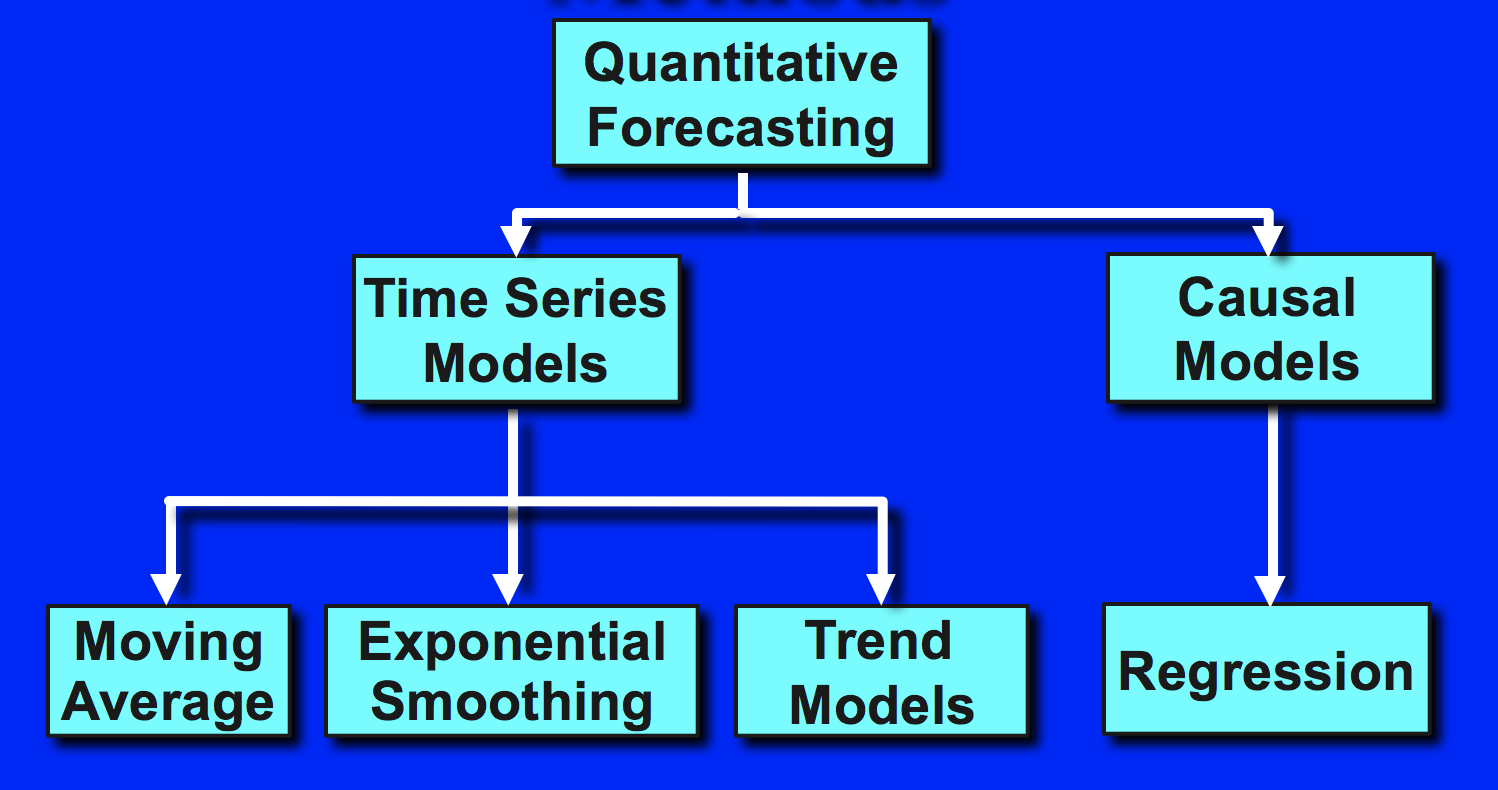 Quantitative
Forecasting
Time Series
Models
Causal
Models
Moving
Average
Exponential
Smoothing
Trend
Models
Regression